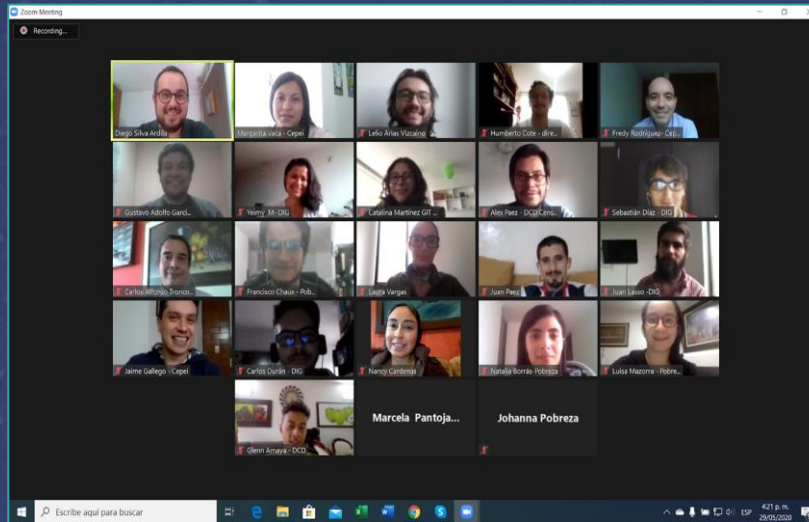 Zoom Meeting
Recording...
Diego Silva Ardila
Margarita Vaca - Cepei
Lelio Arias Vizcaino
Humberto Cote - dire...
Fredy Rodríguez- Cep...
Gustavo Adolfo Garcí...
Yeimy M- DIG
Catalina Martínez GIT ...
Alex Paez - DCD Cens...
Sebastián Díaz - DIG
Carlos Alfonso Tronco...
Francisco Chaux - Pob...
Laura Vargas
Juan Paez
Juan Lasso -DIG
Jaime Gallego - Cepei
Carlos Durán - DIG
Nancy Cardenas
Natalia Borrás-Pobreza
Luisa Mazorra - Pobre...
Glenn Amaya - DCD
Marcela Pantoja...
Johanna Pobreza
Escribe aquí para buscar
ESP
4:21 p. m.
29/05/2020